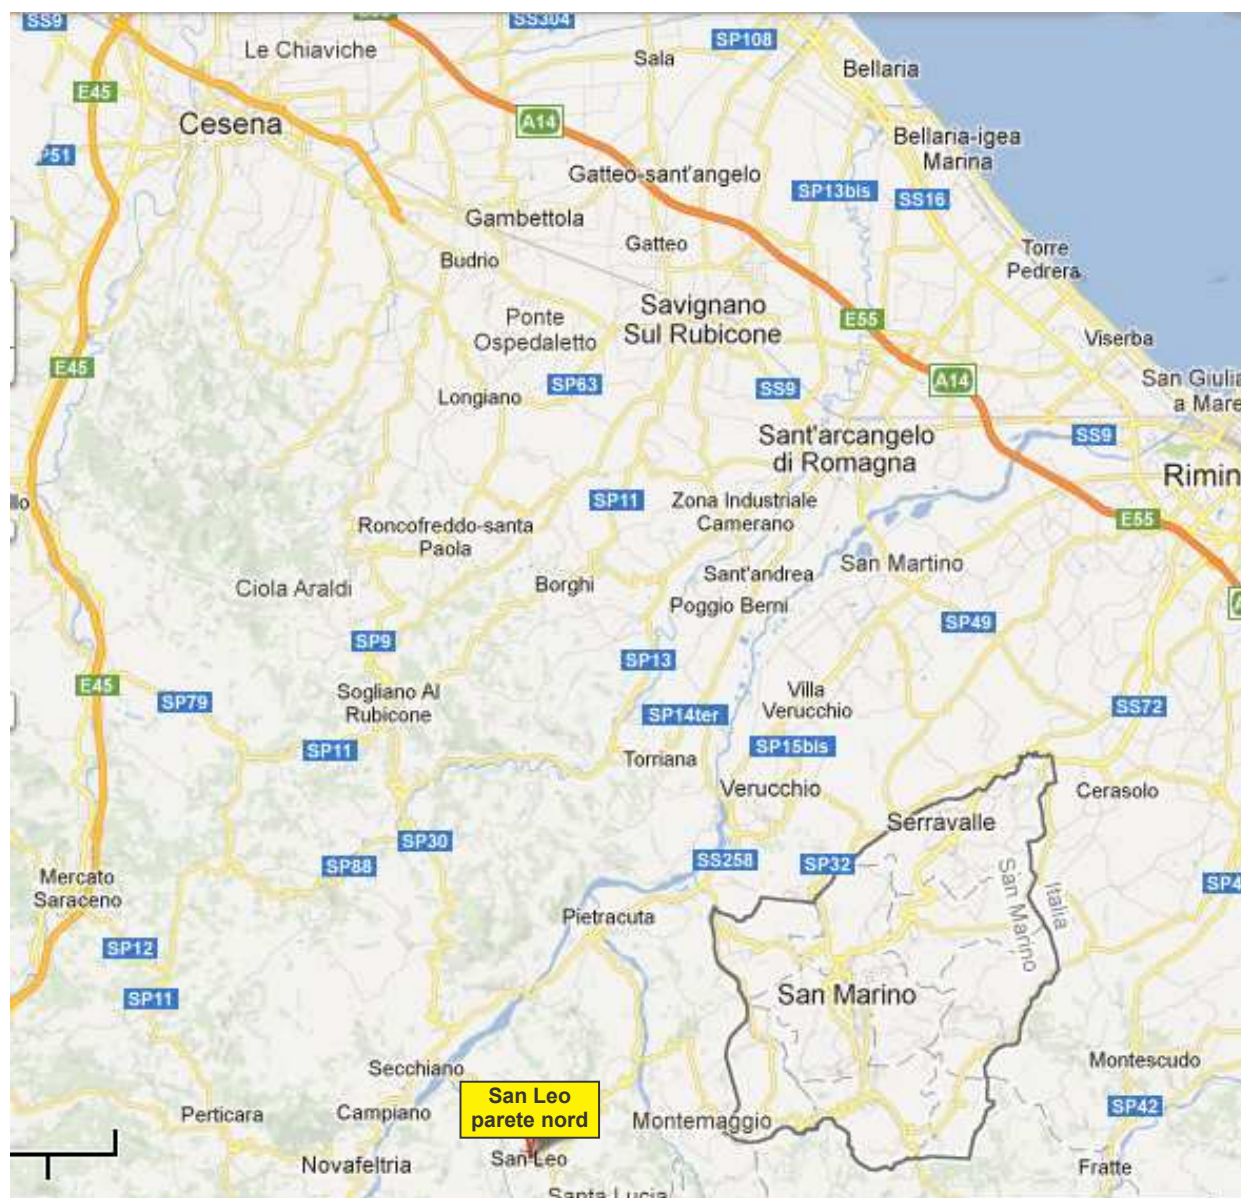 SS9
SS304
SP108
Le Chiaviche
Sala
Bellaria
E45
Cesena
A14
Bellaria-igea
Marina
Gatteo-sant'angelo
SP13bis
SS16
Gambettola
Gatteo
Budrio
Torre
Pedrera
Savignano
Sul Rubicone
Ponte
Ospedaletto
E55
Viserba
E45
SP63
Longiano
SS9
A14
San Giulia
a Mare
Sant'arcangelo
di Romagna
SS9
Rimin
SP11
Zona Industriale
Camerano
E55
Roncofreddo-santa
Paola
San Martino
Sant'andrea
Borghi
Ciola Araldi
Poggio Berni
SP49
A
SP9
SP13
E45
SP79
Sogliano Al
Rubicone
Villa
Verucchio
SP14ter
SS72
SP11
SP15bis
Torriana
Verucchio
Cerasolo
Serravalle
SP30
SP88
SS258
SP32
Mercato
Saraceno
San Marino
Italia
SP4
Pietracuta
SP12
SP11
San Marino
Secchiano
Montescudo
San Leo
parete nord
Perticara
Campiano
Montemaggio
SP42
Novafeltria
San Leo
Fratte
Santa Lucia